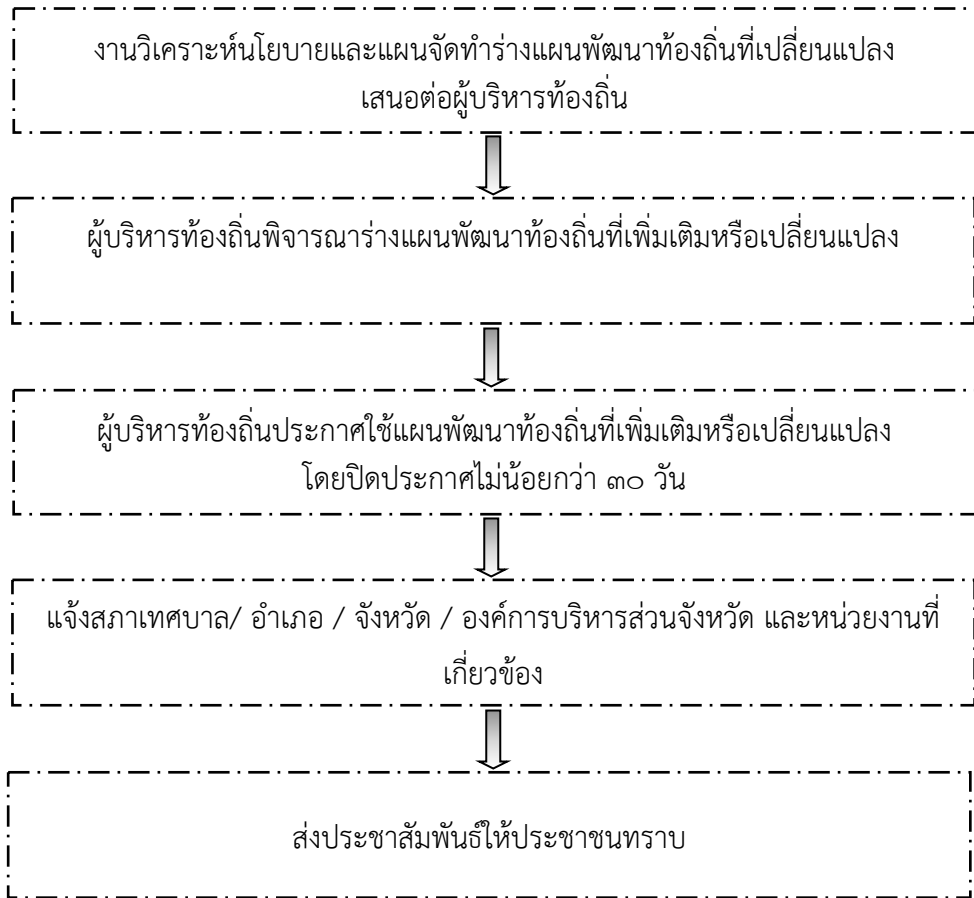 งานวิเคราะห์นโยบายและแผนจัดทำร่างแผนพัฒนาท้องถิ่นที่เปลี่ยนแปลง
เสนอต่อผู้บริหารท้องถิ่น
ผู้บริหารท้องถิ่นพิจารณาร่างแผนพัฒนาท้องถิ่นที่เพิ่มเติมหรือเปลี่ยนแปลง
ผู้บริหารท้องถิ่นประกาศใช้แผนพัฒนาท้องถิ่นที่เพิ่มเติมหรือเปลี่ยนแปลง
โดยปิดประกาศไม่น้อยกว่า ๓๐ วัน
แจ้งสภาเทศบาล/ อำเภอ / จังหวัด / องค์การบริหารส่วนจังหวัด และหน่วยงานที่
เกี่ยวข้อง
ส่งประชาสัมพันธ์ให้ประชาชนทราบ